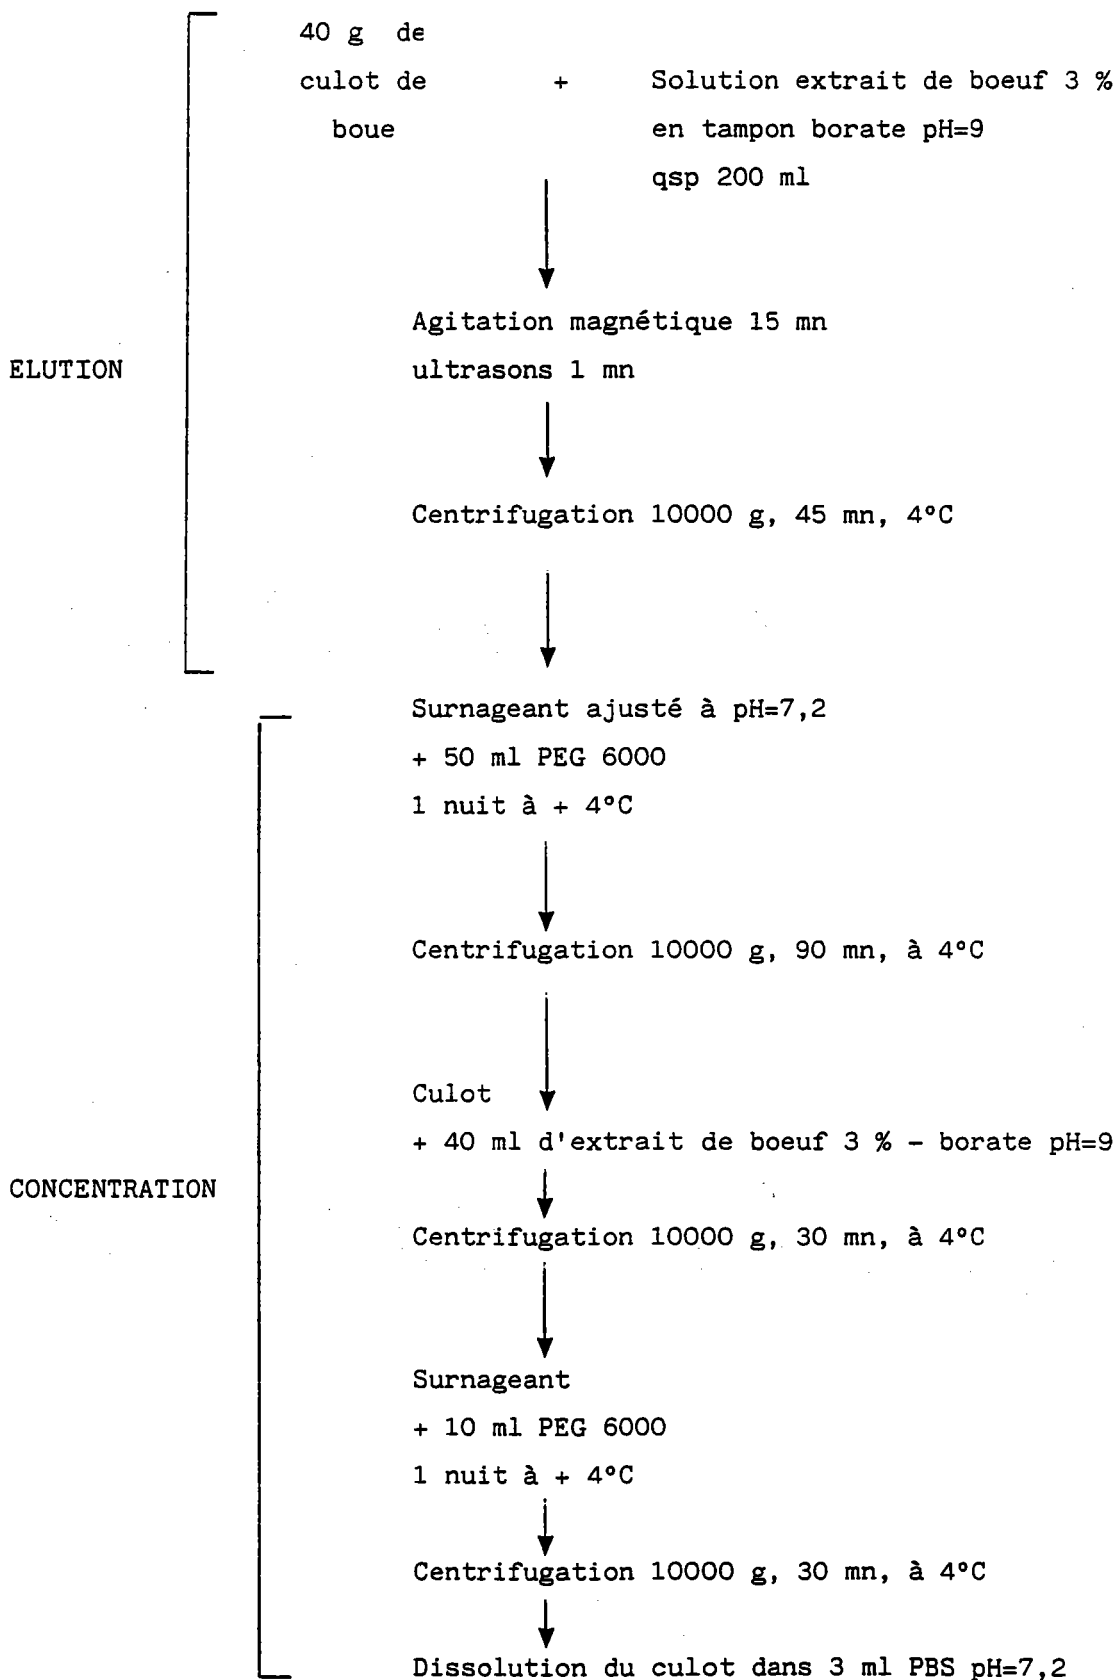 40 g de
culot de + Solution extrait de boeuf 3 %
boue en tampon borate pH=9
qsp 200 ml
Agitation magnétique 15 mn
ELUTION ultrasons 1 mn
Centrifugation 10000 g, 45 mn, 4°C
Surnageant ajusté à pH=7,2
+ 50 ml PEG 6000
1 nuit à + 4°C
Centrifugation 10000 g, 90 mn, à 4°C
Culot
+ 40 ml d'extrait de boeuf 3 % - borate pH=9
CONCENTRATION
Centrifugation 10000 g, 30 mn, à 4°C
Surnageant
+ 10 ml PEG 6000
1 nuit à + 4°C
Centrifugation 10000 g, 30 mn, à 4°C
Dissolution du culot dans 3 ml PBS pH=7,2